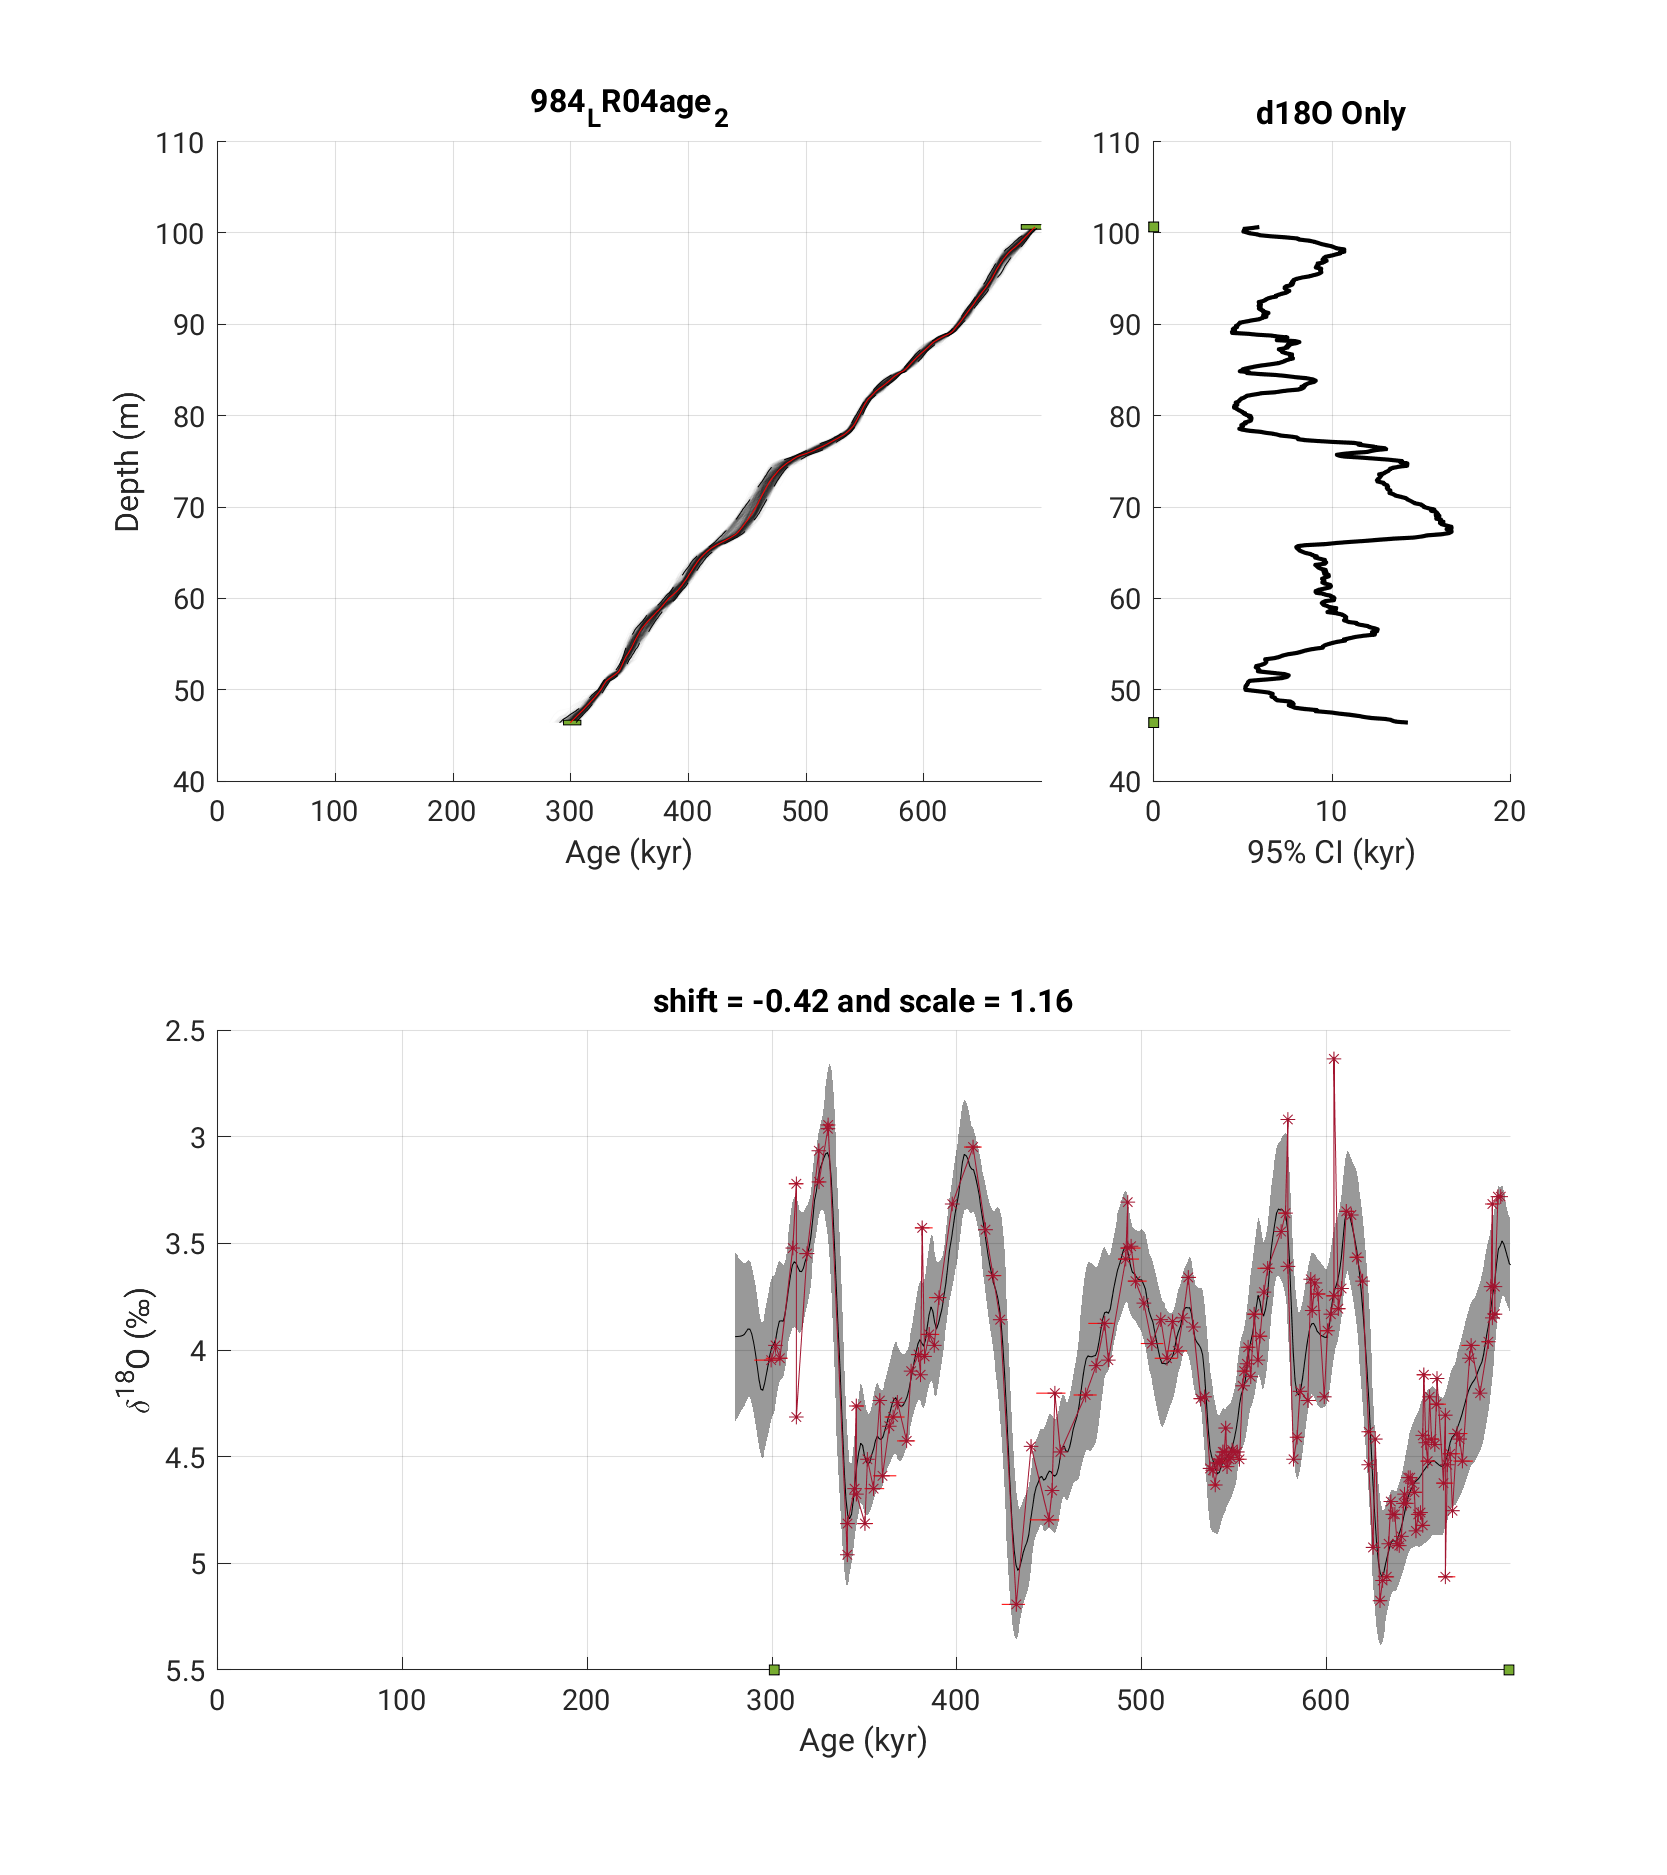 984LR04age2
110
100
90
80
70
60
50
40
Depth (m)
0 100 200 300 400 500 600
Age (kyr)
d18O Only
110
100
90
80
70
60
50
40
0 10 20
95% CI (kyr)
shift = -0.42 and scale = 1.16
2.5
3
3.5
4
4.5
5
5.5
δ18O (‰)
0 100 200 300 400 500 600
Age (kyr)